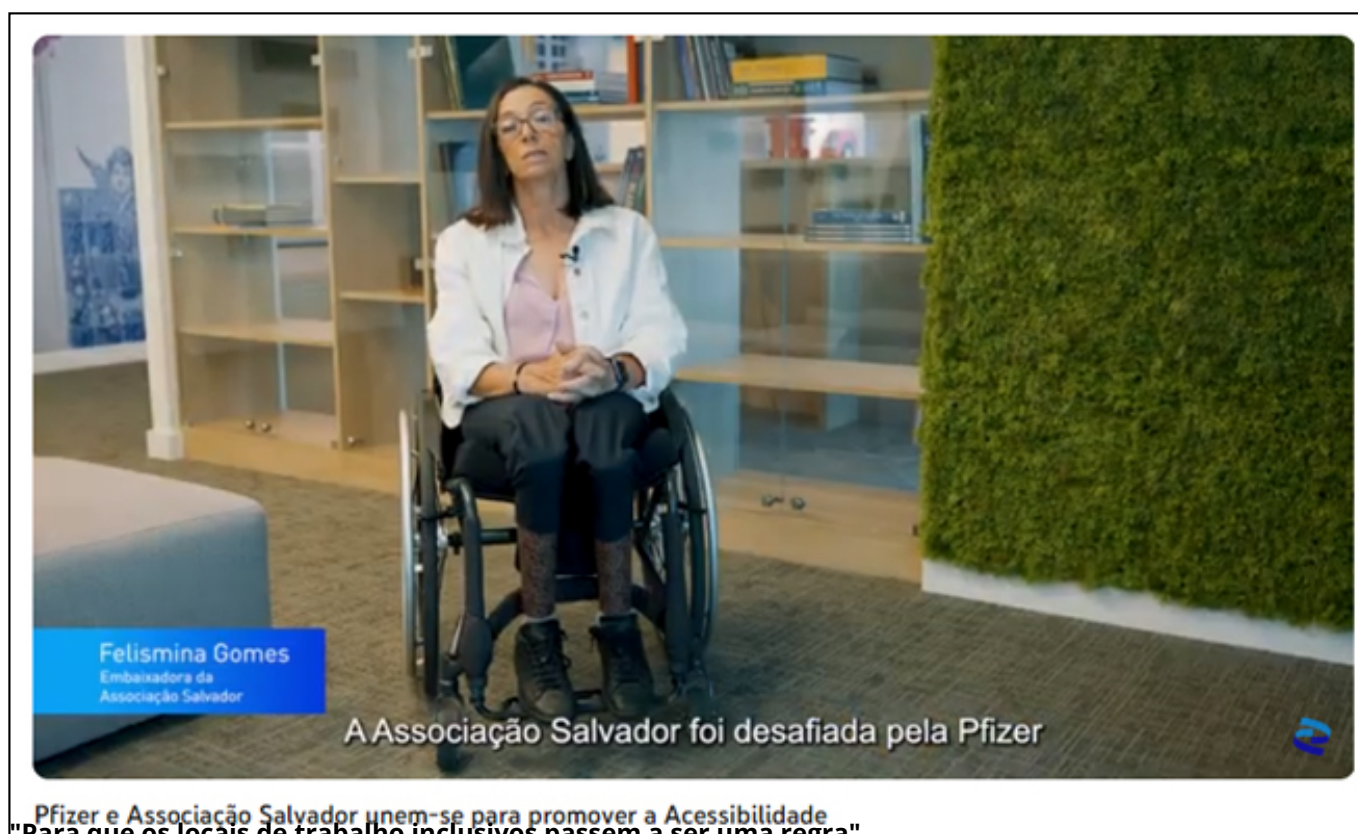 Felismina Gomes
Embaixadora da
Associação Salvador
A Associação Salvador foi desafiada pela Pfizer
Pfizer e Associação Salvador unem-se para promover a Acessibilidade
"Para que os locais de trabalho inclusivos passem a ser uma regra"